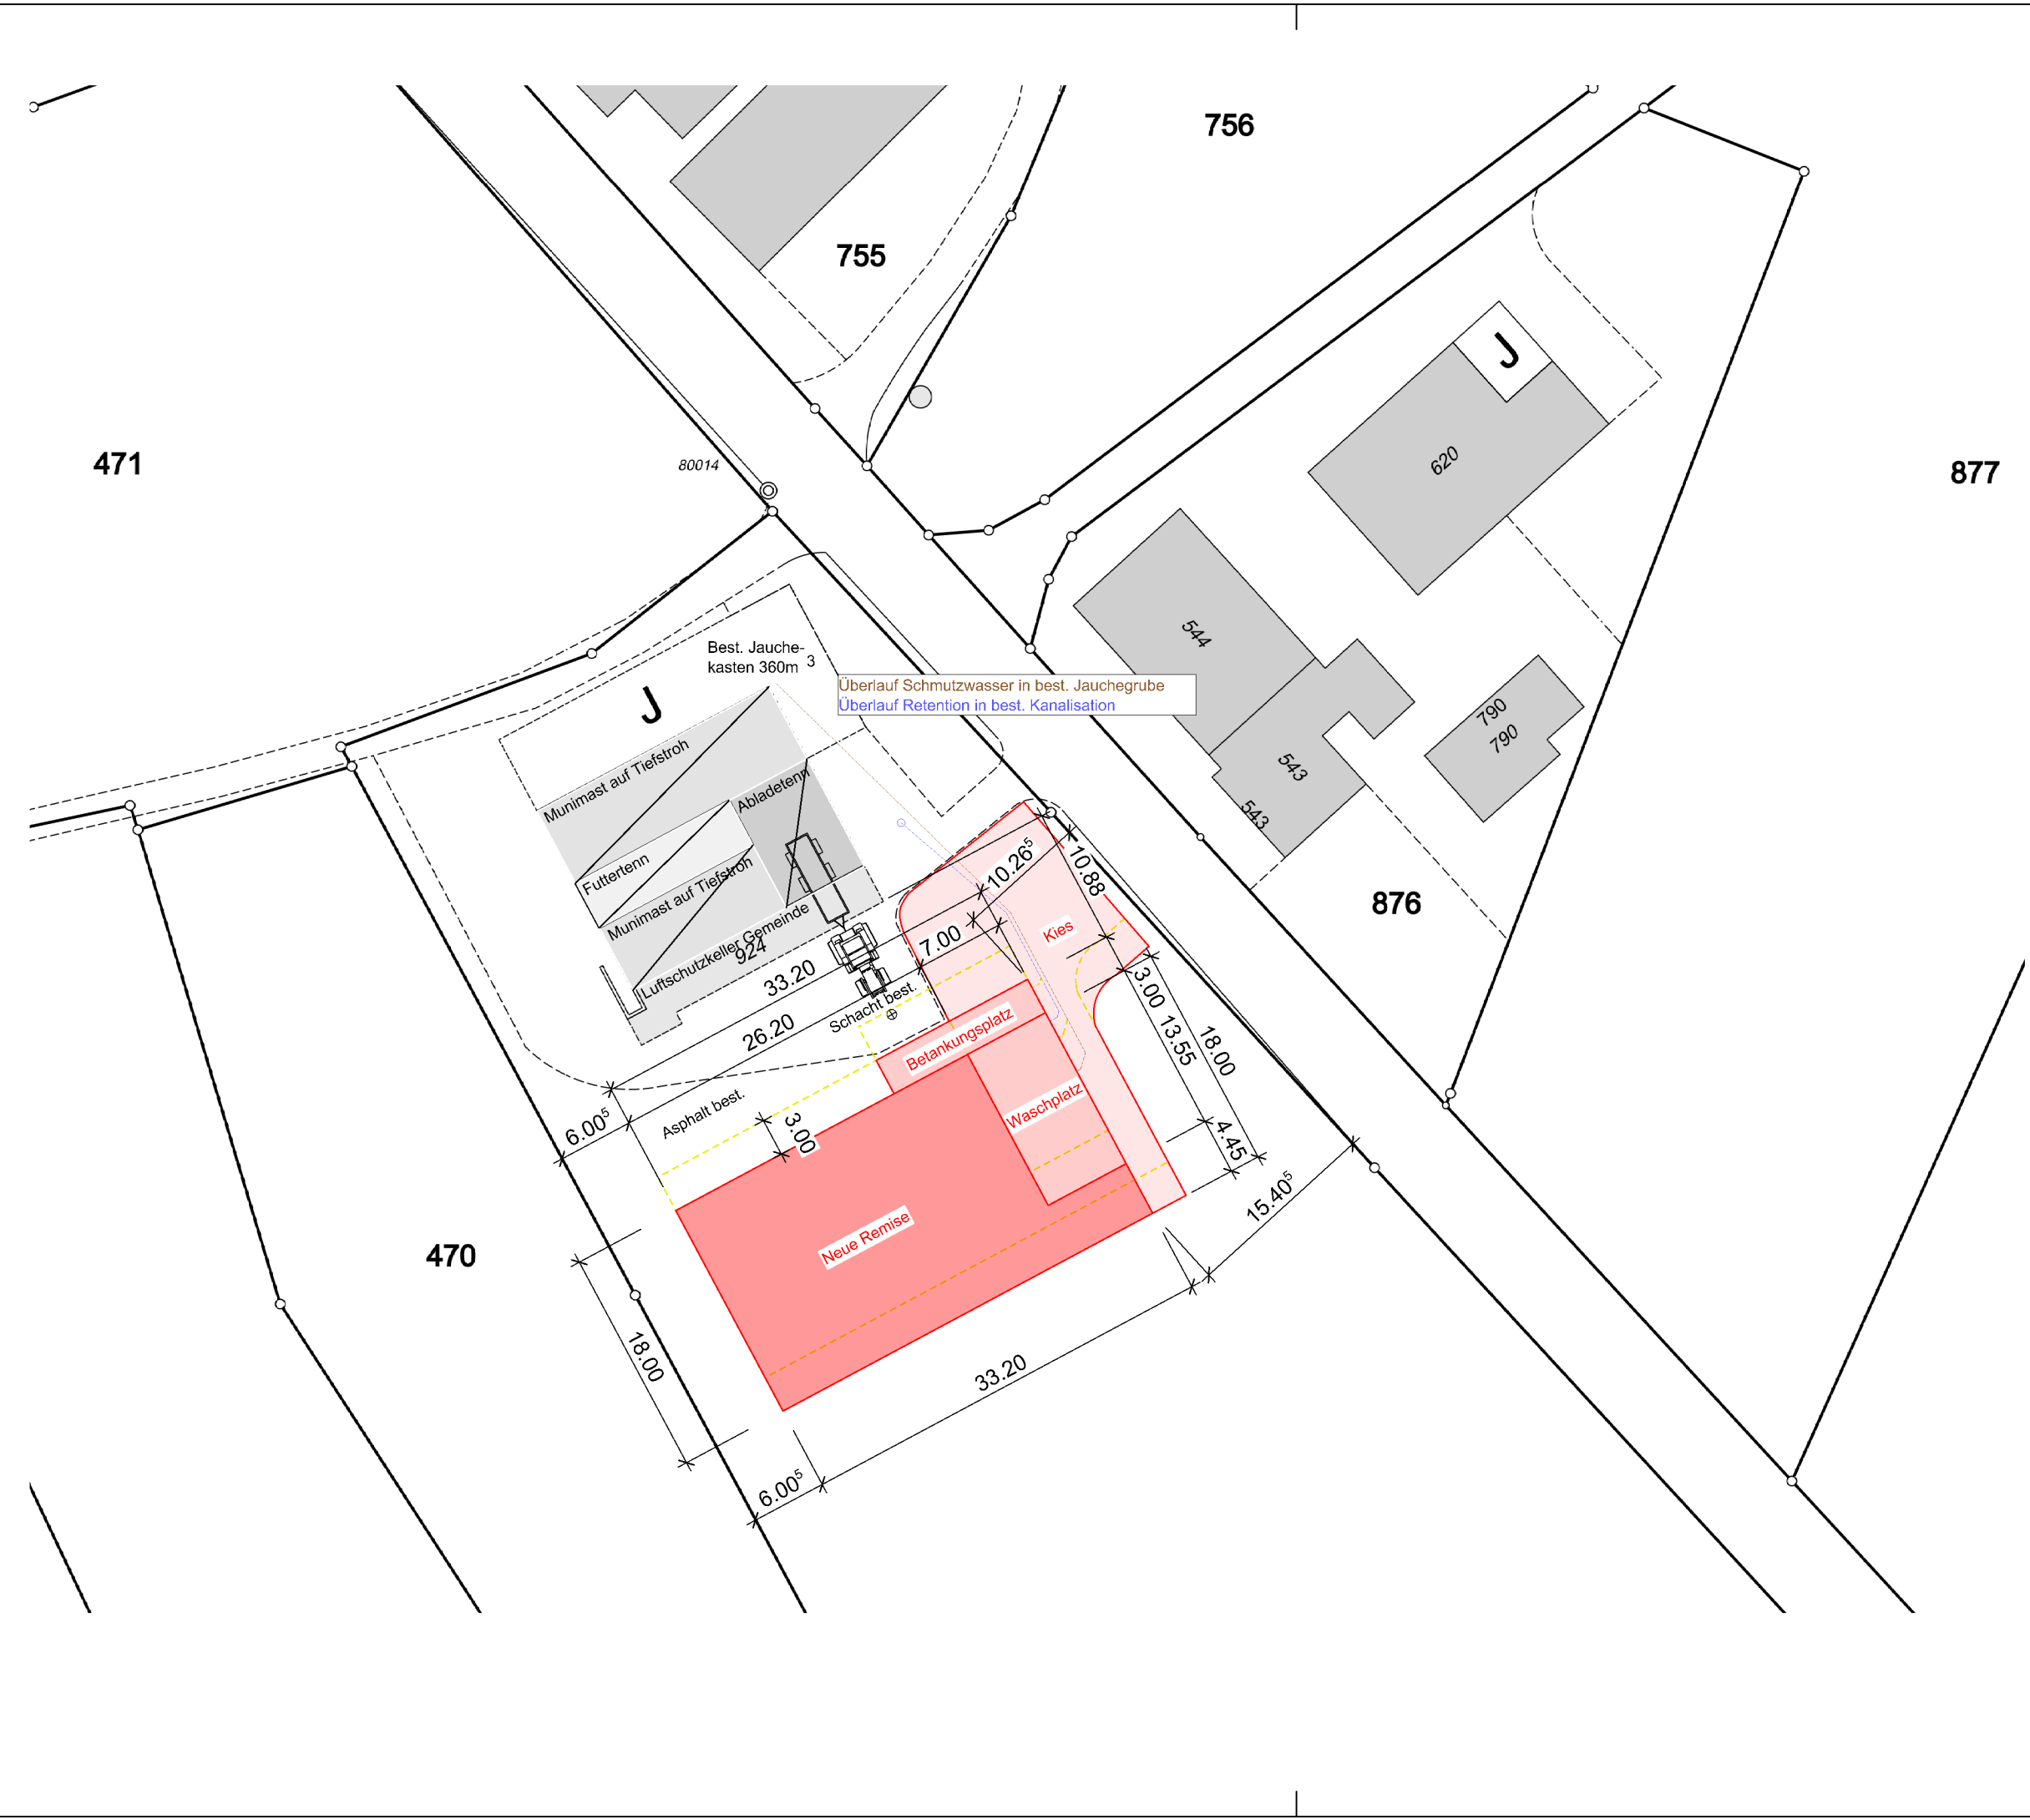 756
755
J
471
80014
620
877
544
Best. Jauche-
kasten 360m 3
Überlauf Schmutzwasser in best. Jauchegrube
Überlauf Retention in best. Kanalisation
J
790
790
Munimast auf Tiefstroh
543
543
Abladetenn
Futtertenn
Munimast auf Tiefstroh
Luftschutzkeller Gemeinde
924
10.26⁵
10.88
876
Kies
7.00
33.20
3.00
Schacht best.
26.20
Betankungsplatz
13.55
18.00
Asphalt best.
6.00⁵
3.00
Waschplatz
4.45
15.40⁵
Neue Remise
470
18.00
33.20
6.00⁵